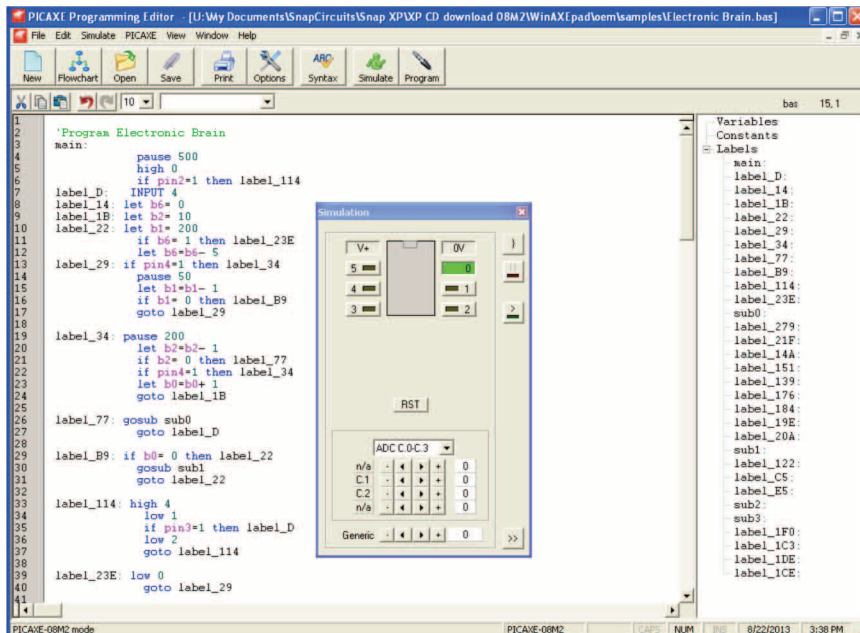 PICAXE Programming Editor - [U:\My Documents\SnapCircuits\Snap XP\XP CD download 08M2\WinAXEpad\oem\samples\Electronic Brain.bas]
File Edit Simulate PICAXE View Window Help
New Flowchart Open Save Print Options Syntax Simulate Program
ABC
10
bas 15, 1
1
2 'Program Electronic Brain
3 main:
4 pause 500
5 high 0
6 if pin2=1 then label_114
7 label_D: INPUT 4
8 label_14: let b6= 0
9 label_1B: let b2= 10
10 label_22: let b1= 200
11 if b6= 1 then label_23E
12 let b6=b6- 5
13 label_29: if pin4=1 then label_34
14 pause 50
15 let b1=b1- 1
16 if b1= 0 then label_B9
17 goto label_29
18
19 label_34: pause 200
20 let b2=b2- 1
21 if b2= 0 then label_77
22 if pin4=1 then label_34
23 let b0=b0+ 1
24 goto label_1B
25
26 label_77: gosub sub0
27 goto label_D
28
29 label_B9: if b0= 0 then label_22
30 gosub sub1
31 goto label_22
32
33 label_114: high 4
34 low 1
35 if pin3=1 then label_D
36 low 2
37 goto label_114
38
39 label_23E: low 0
40 goto label_29
41
Simulation
V+ 0V
5 0
4 1
3 2
RST
ADC C.0-C.3
n/a - + 0
C.1 - + 0
C.2 - + 0
n/a - + 0
Generic - + 0
>>
Variables
Constants
Labels
main:
label_D:
label_14:
label_1B:
label_22:
label_29:
label_34:
label_77:
label_B9:
label_114:
label_23E:
sub0:
label_279:
label_21F:
label_14A:
label_151:
label_139:
label_176:
label_184:
label_19E:
label_20A:
sub1:
label_122:
label_C5:
label_E5:
sub2:
sub3:
label_1F0:
label_1C3:
label_1DE:
label_1CE:
PICAXE-08M2 mode PICAXE-08M2 CAPS NUM INS 8/22/2013 3:38 PM